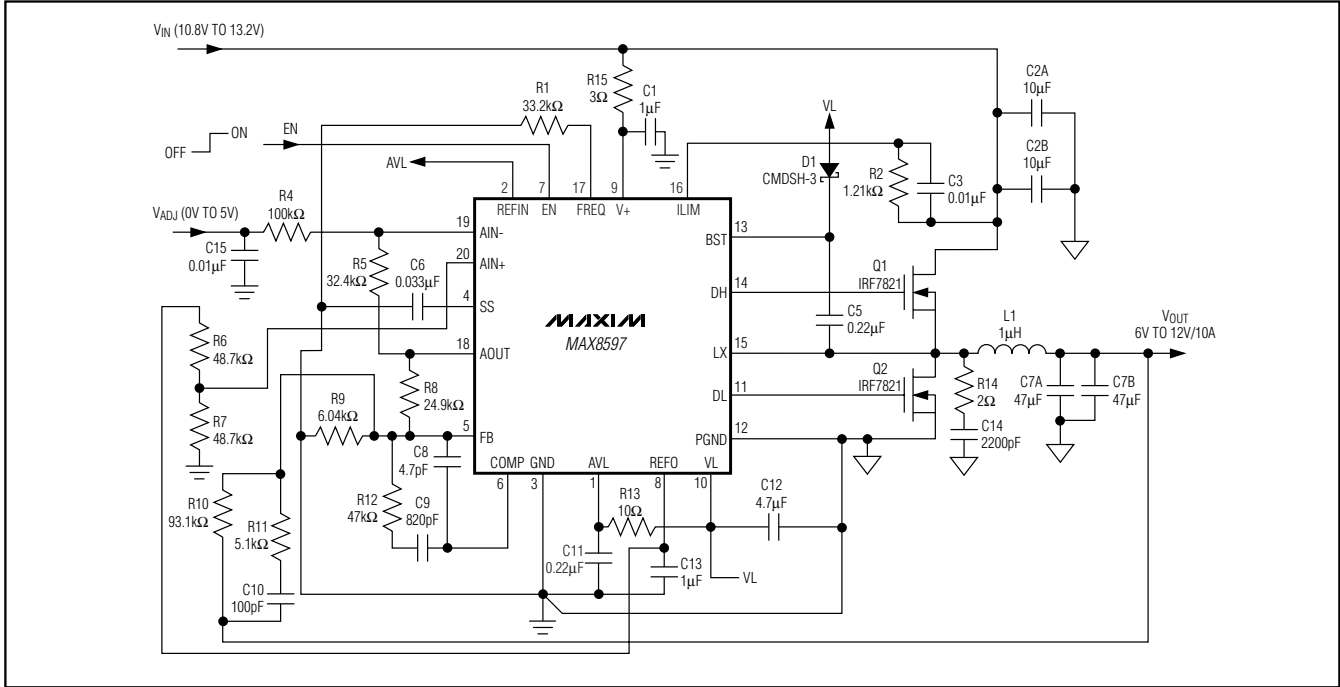 VIN (10.8V TO 13.2V)
R15
3Ω
C1
1µF
R1
33.2kΩ
C2A
10µF
C2B
10µF
VL
OFF
ON
EN
AVL
D1
CMDSH-3
R2
1.21kΩ
C3
0.01µF
2
7
17
9
16
REFIN
EN
FREQ
V+
ILIM
VADJ (0V TO 5V)
R4
100kΩ
C15
0.01µF
19
AIN-
20
AIN+
R5
32.4kΩ
C6
0.033µF
4
SS
18
AOUT
13
BST
14
DH
15
LX
11
DL
12
PGND
Q1
IRF7821
C5
0.22µF
MAXIM
MAX8597
L1
1µH
VOUT
6V TO 12V/10A
Q2
IRF7821
R14
2Ω
C14
2200pF
C7A
47µF
C7B
47µF
R6
48.7kΩ
R7
48.7kΩ
R8
24.9kΩ
R9
6.04kΩ
5
FB
C8
4.7pF
COMP
GND
AVL
REFO
VL
6
3
1
8
10
R10
93.1kΩ
R11
5.1kΩ
R12
47kΩ
C9
820pF
R13
10Ω
C12
4.7µF
C10
100pF
C11
0.22µF
C13
1µF
VL